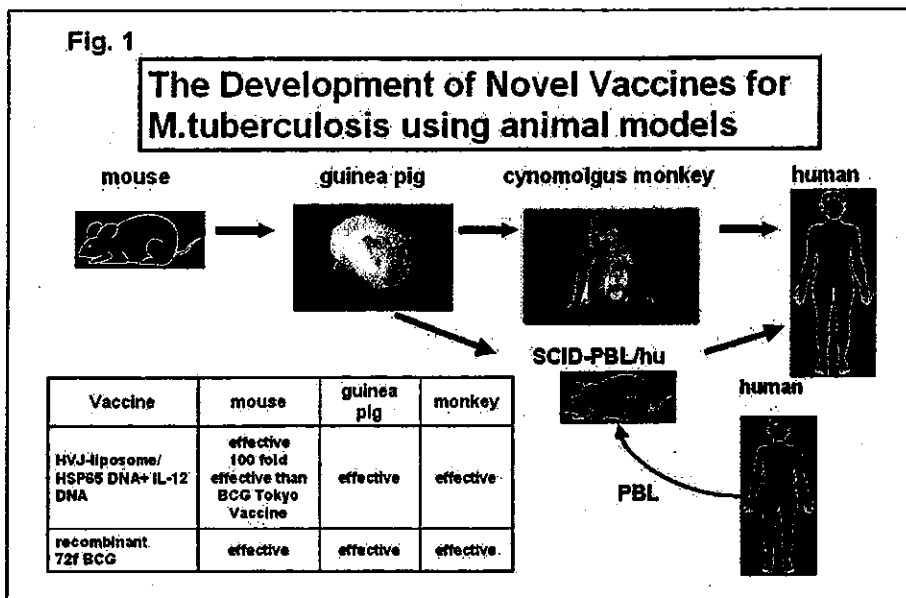 Fig. 1
The Development of Novel Vaccines for
M.tuberculosis using animal models
mouse
guinea pig
cynomolgus monkey
human
SCID-PBL/hu
human
PBL
Vaccine
mouse
guinea
pig
monkey
HVJ-liposome/
HSP65 DNA+ IL-12
DNA
effective
100 fold
effective than
BCG Tokyo
Vaccine
effective
effective
recombinant
72f BCG
effective
effective
effective